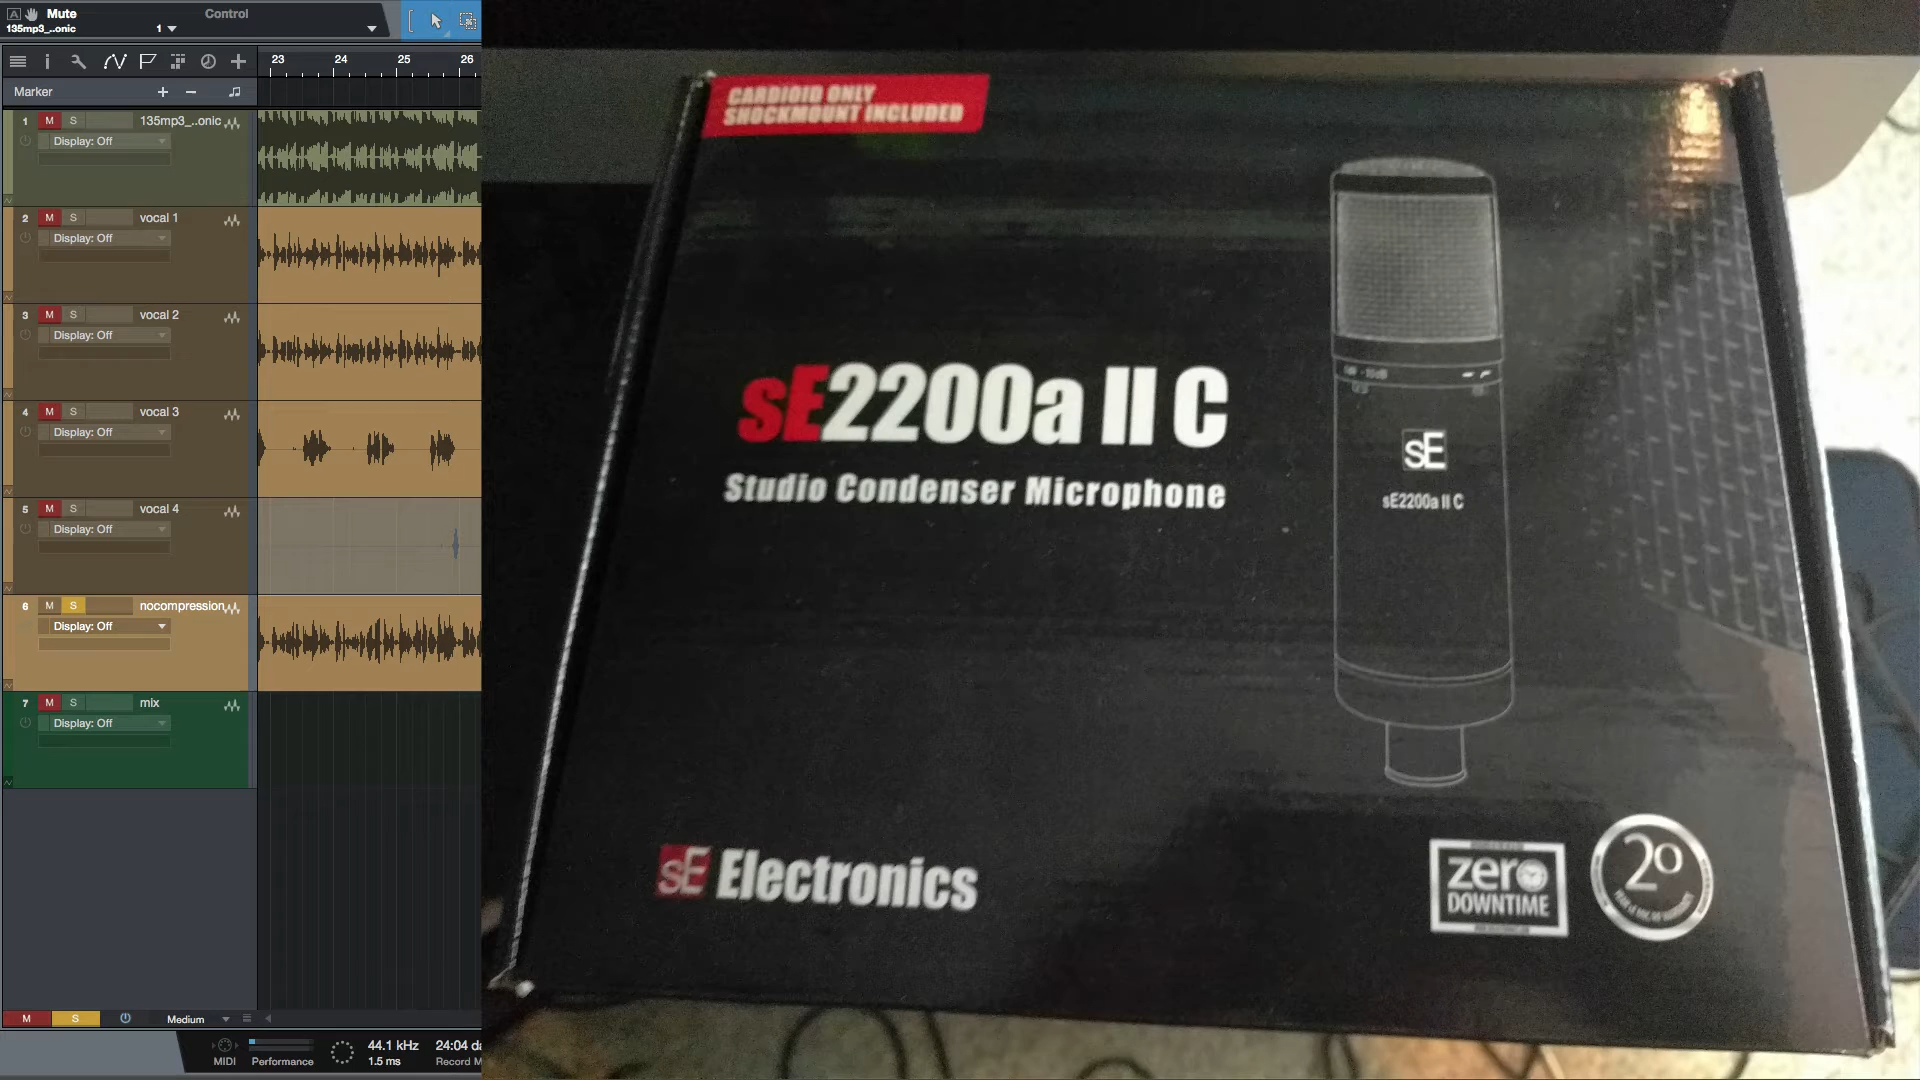 Mute
Control
135mp3_..onic
1
23
24
25
26
Marker
1 M S 135mp3_..onic
Display: Off
2 M S vocal 1
Display: Off
3 M S vocal 2
Display: Off
4 M S vocal 3
Display: Off
5 M S vocal 4
Display: Off
6 M S nocompression
Display: Off
7 M S mix
Display: Off
M S Medium
MIDI
Performance
44.1 kHz
1.5 ms
24:04 da
Record M
CARDIOID ONLY
SHOCKMOUNT INCLUDED
sE2200a II C
Studio Condenser Microphone
sE
sE2200a II C
sE Electronics
zero
DOWNTIME
20